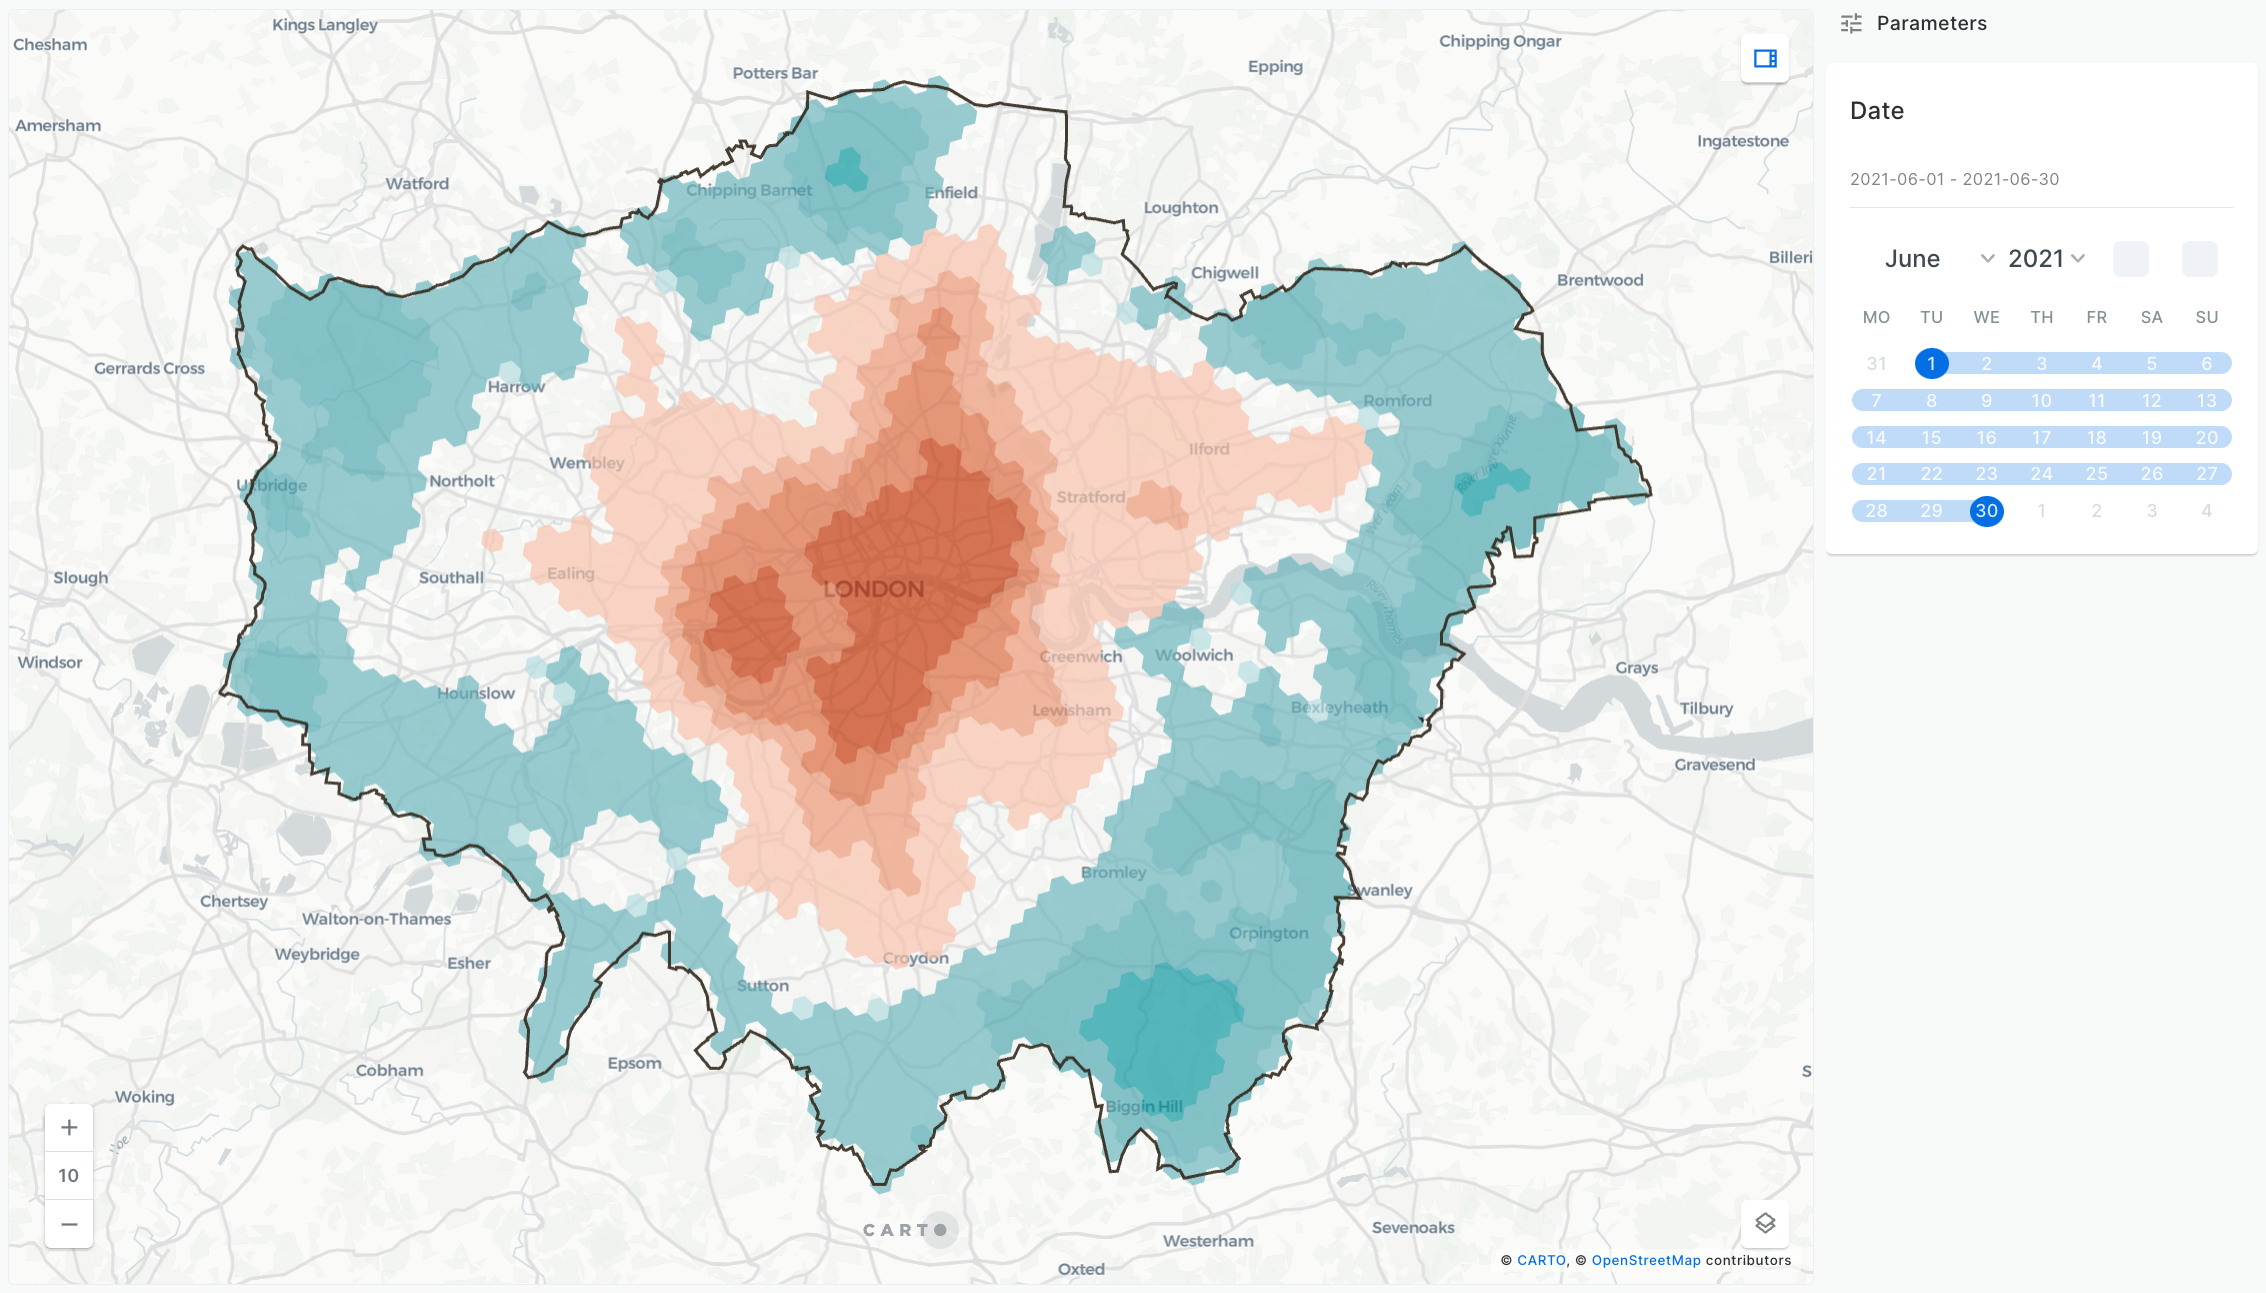 Kings Langley
Chesham
Potters Bar
Epping
Chipping Ongar
Amersham
Ingatestone
Watford
Chipping Barnet
Enfield
Loughton
Billeri
Chigwell
Brentwood
Gerrards Cross
Harrow
Romford
Wembley
Ilford
Northolt
Uxbridge
Stratford
Slough
Southall
Ealing
LONDON
River Thames
Windsor
Greenwich
Woolwich
Grays
Hounslow
Lewisham
Bexleyheath
Tilbury
Gravesend
Bromley
Swanley
Chertsey
Walton-on-Thames
Orpington
Weybridge
Esher
Croydon
Sutton
Epsom
Cobham
S
Woking
Biggin Hill
Sevenoaks
Westerham
Oxted
+
10
−
CARTO
© CARTO, © OpenStreetMap contributors
Parameters
Date
2021-06-01 - 2021-06-30
June 2021
MO TU WE TH FR SA SU
31 1 2 3 4 5 6
7 8 9 10 11 12 13
14 15 16 17 18 19 20
21 22 23 24 25 26 27
28 29 30 1 2 3 4